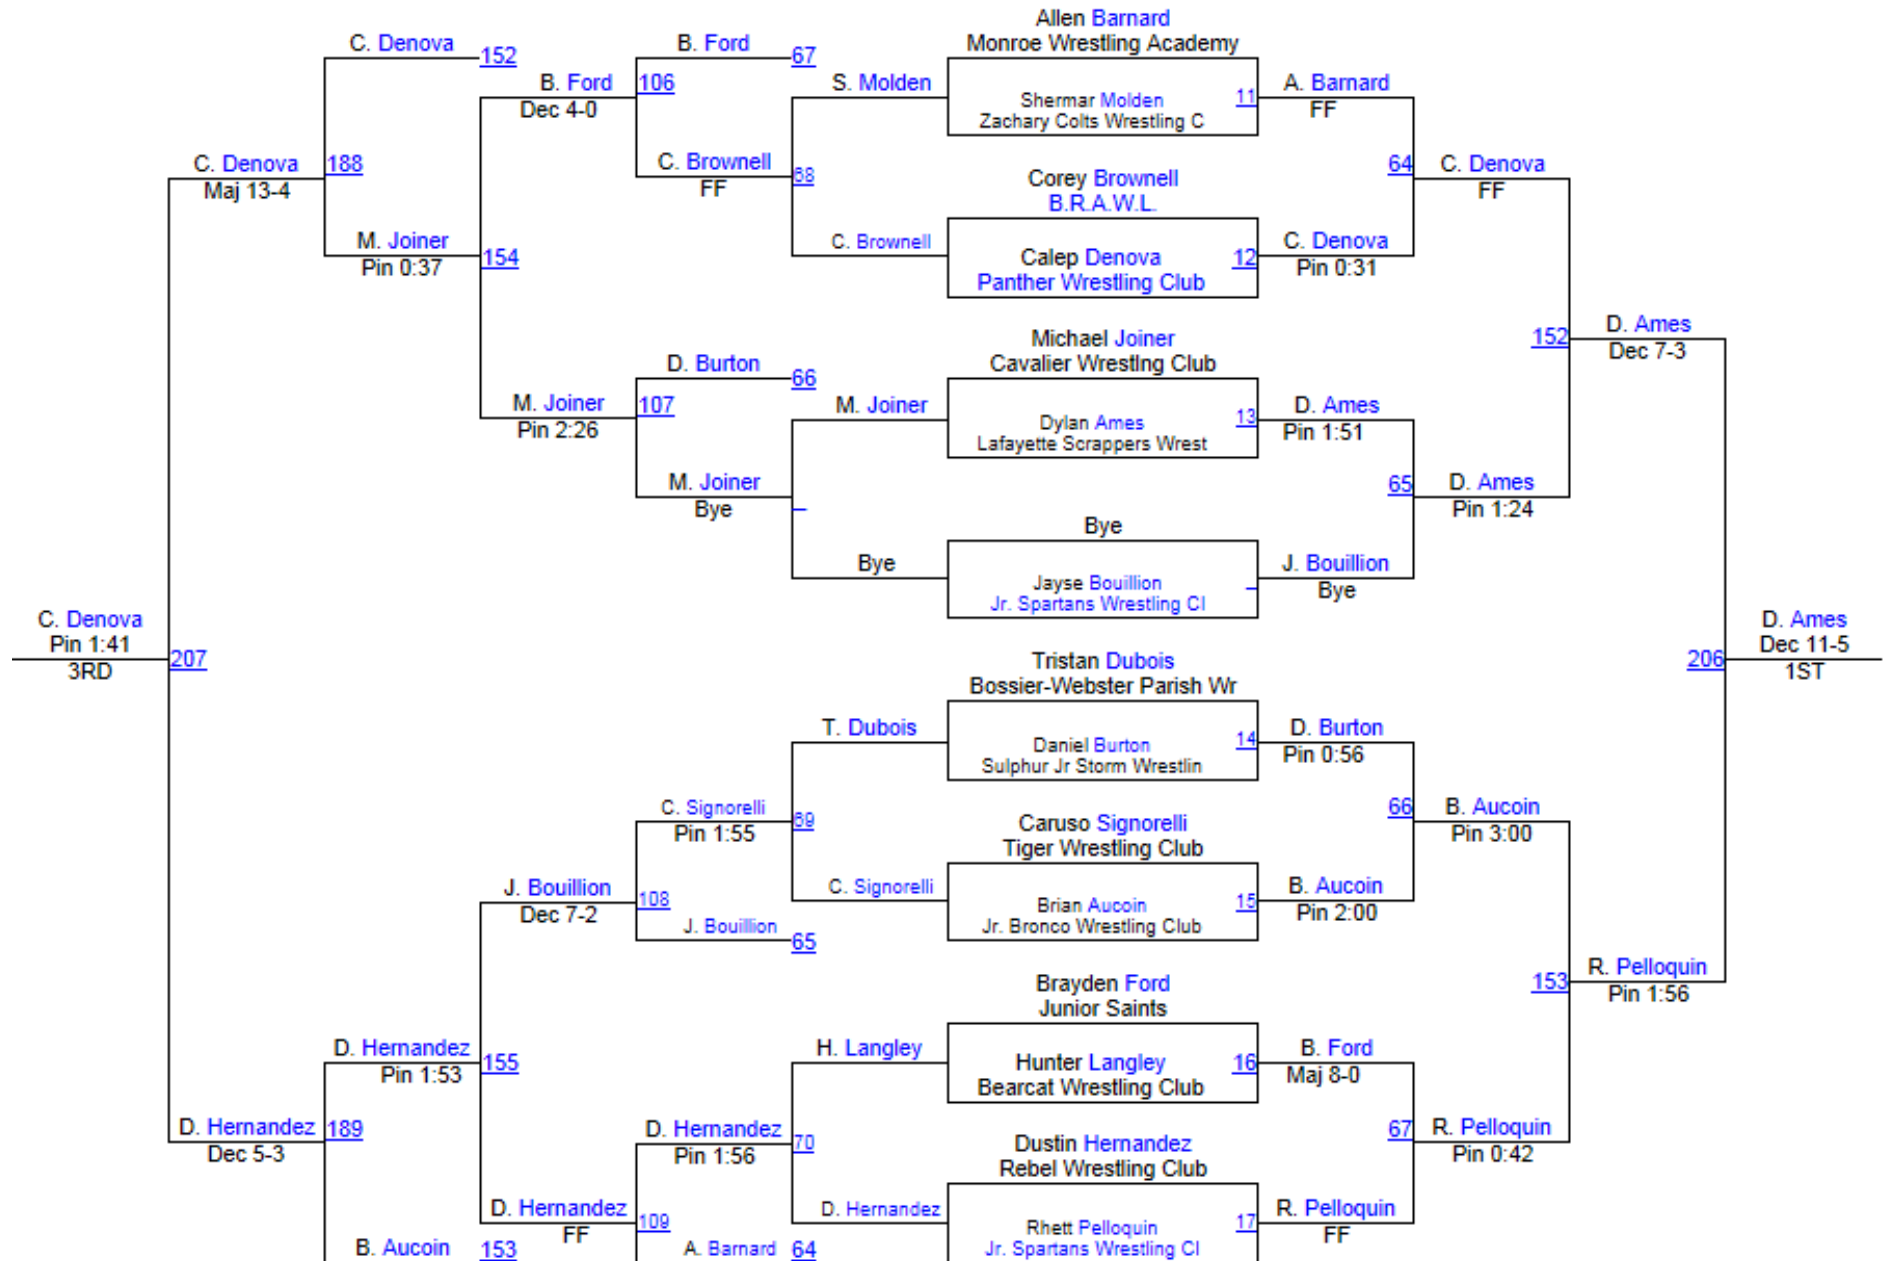 Allen Barnard
C. Denova
B. Ford
Monroe Wrestling Academy
152
67
B. Ford
106
S. Molden
Shermar Molden
11
A. Barnard
Dec 4-0
Zachary Colts Wrestling C
FF
C. Denova
188
C. Brownell
68
Corey Brownell
64
C. Denova
Maj 13-4
FF
B.R.A.W.L.
FF
M. Joiner
154
C. Brownell
Calep Denova
12
C. Denova
Pin 0:37
Panther Wrestling Club
Pin 0:31
Michael Joiner
152
D. Ames
D. Burton
66
Cavalier Wrestlng Club
Dec 7-3
M. Joiner
107
M. Joiner
Dylan Ames
13
D. Ames
Pin 2:26
Lafayette Scrappers Wrest
Pin 1:51
M. Joiner
65
D. Ames
Bye
Pin 1:24
Bye
Bye
Jayse Bouillion
J. Bouillion
Jr. Spartans Wrestling Cl
Bye
C. Denova
D. Ames
Pin 1:41
207
Tristan Dubois
206
Dec 11-5
3RD
Bossier-Webster Parish Wr
1ST
T. Dubois
Daniel Burton
14
D. Burton
Sulphur Jr Storm Wrestlin
Pin 0:56
C. Signorelli
69
Caruso Signorelli
66
B. Aucoin
Pin 1:55
Tiger Wrestling Club
Pin 3:00
J. Bouillion
108
C. Signorelli
Brian Aucoin
15
B. Aucoin
Dec 7-2
J. Bouillion
65
Jr. Bronco Wrestling Club
Pin 2:00
Brayden Ford
153
R. Pelloquin
Junior Saints
Pin 1:56
D. Hernandez
155
H. Langley
Hunter Langley
16
B. Ford
Pin 1:53
Bearcat Wrestling Club
Maj 8-0
D. Hernandez
189
D. Hernandez
70
Dustin Hernandez
67
R. Pelloquin
Dec 5-3
Pin 1:56
Rebel Wrestling Club
Pin 0:42
D. Hernandez
109
D. Hernandez
Rhett Pelloquin
17
R. Pelloquin
FF
FF
B. Aucoin
153
A. Barnard
64
Jr. Spartans Wrestling Cl